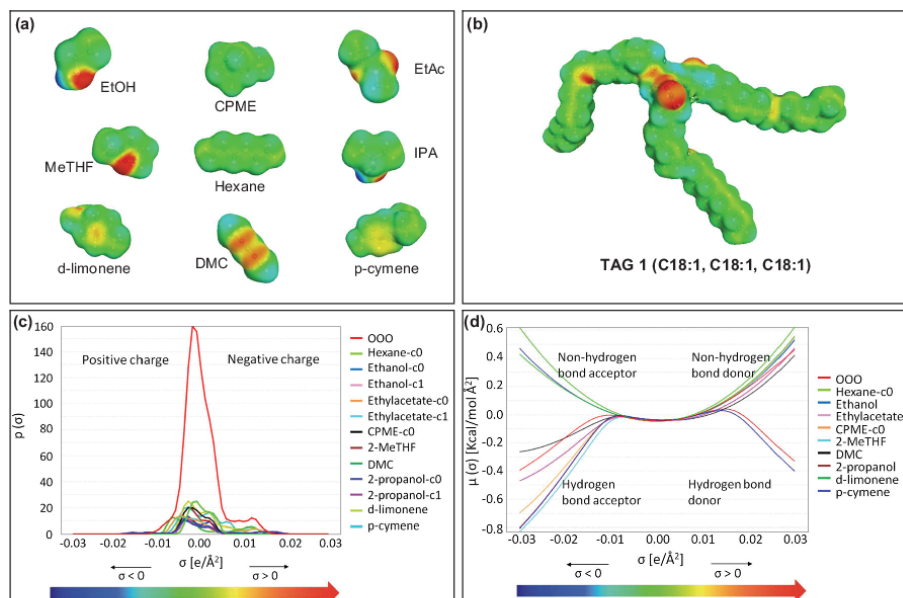 (a)
EtOH
CPME
EtAc
MeTHF
Hexane
IPA
d-limonene
DMC
p-cymene
(b)
TAG 1 (C18:1, C18:1, C18:1)
(c)
160
140
120
100
80
60
40
20
0
p (σ)
Positive charge
Negative charge
-0.03
-0.02
-0.01
0.00
0.01
0.02
0.03
σ [e/Å²]
σ < 0
σ > 0
OOO
Hexane-c0
Ethanol-c0
Ethanol-c1
Ethylacetate-c0
Ethylacetate-c1
CPME-c0
2-MeTHF
DMC
2-propanol-c0
2-propanol-c1
d-limonene
p-cymene
(d)
0.6
0.4
0.2
0.0
-0.2
-0.4
-0.6
-0.8
μ (σ) [Kcal/mol Å²]
Non-hydrogen
bond acceptor
Non-hydrogen
bond donor
Hydrogen
bond acceptor
Hydrogen bond
donor
-0.03
-0.02
-0.01
0.00
0.01
0.02
0.03
σ [e/Å²]
σ < 0
σ > 0
OOO
Hexane-c0
Ethanol
Ethylacetate
CPME-c0
2-MeTHF
DMC
2-propanol
d-limonene
p-cymene